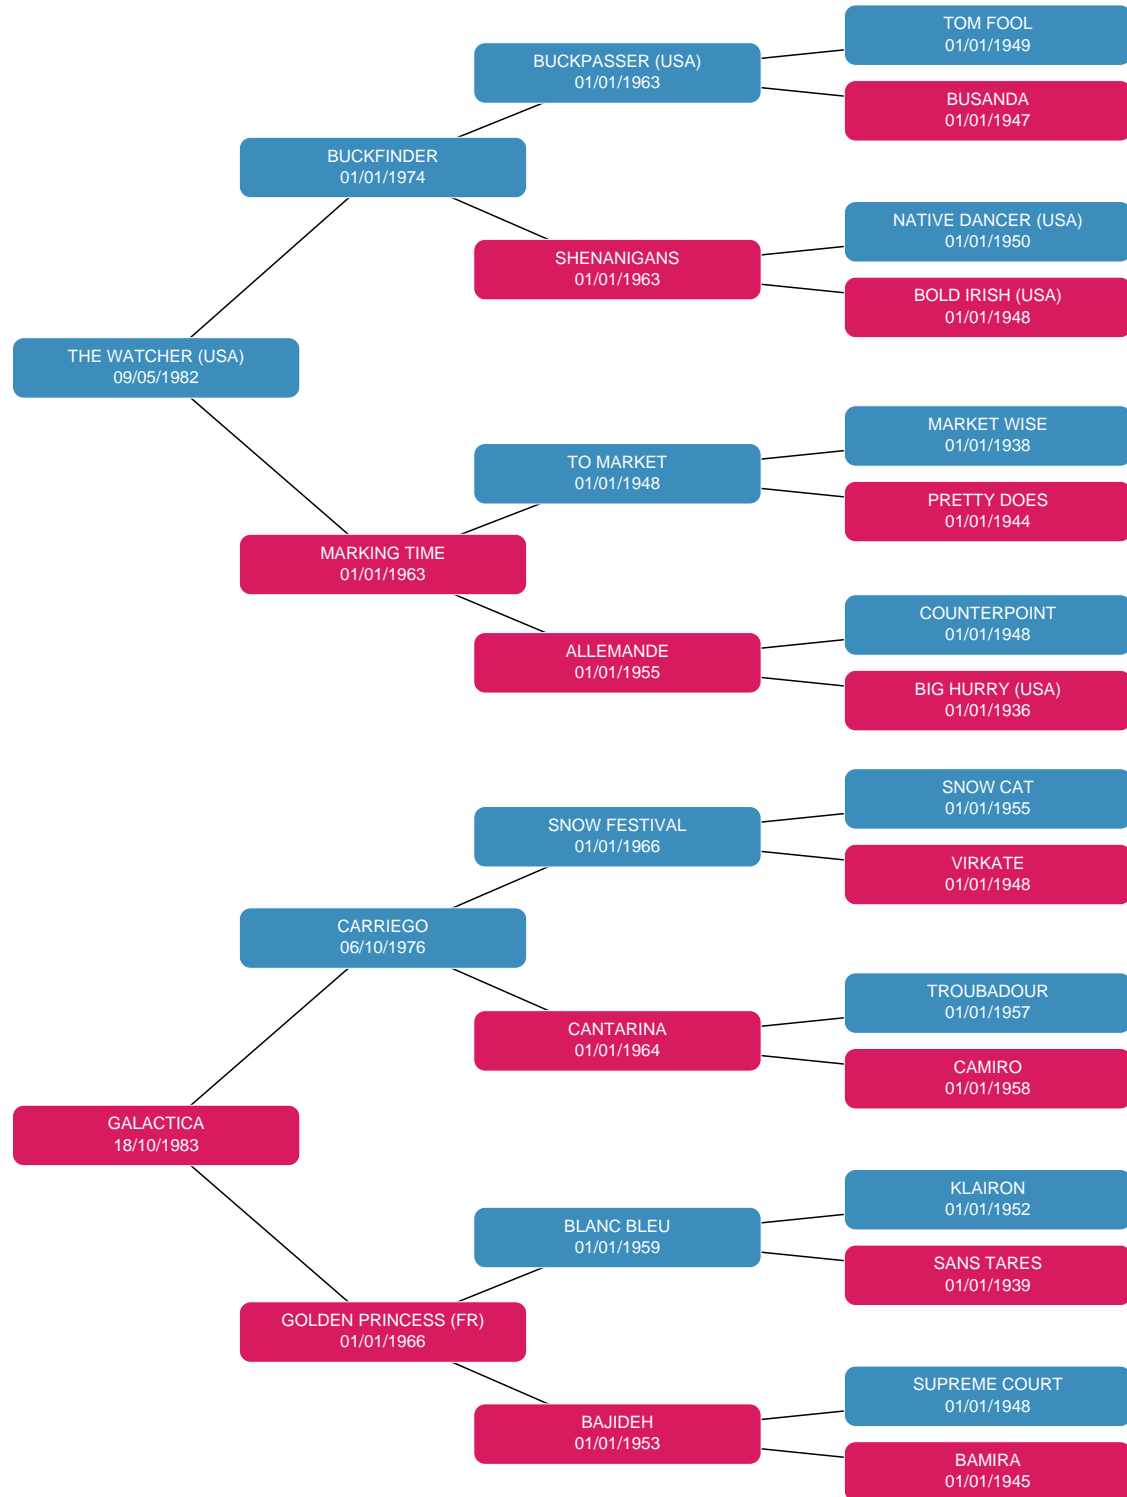 TOM FOOL
01/01/1949
BUCKPASSER (USA)
01/01/1963
BUSANDA
01/01/1947
BUCKFINDER
01/01/1974
NATIVE DANCER (USA)
01/01/1950
SHENANIGANS
01/01/1963
BOLD IRISH (USA)
01/01/1948
THE WATCHER (USA)
09/05/1982
MARKET WISE
01/01/1938
TO MARKET
01/01/1948
PRETTY DOES
01/01/1944
MARKING TIME
01/01/1963
COUNTERPOINT
01/01/1948
ALLEMANDE
01/01/1955
BIG HURRY (USA)
01/01/1936
SNOW CAT
01/01/1955
SNOW FESTIVAL
01/01/1966
VIRKATE
01/01/1948
CARRIEGO
06/10/1976
TROUBADOUR
01/01/1957
CANTARINA
01/01/1964
CAMIRO
01/01/1958
GALACTICA
18/10/1983
KLAIRON
01/01/1952
BLANC BLEU
01/01/1959
SANS TARES
01/01/1939
GOLDEN PRINCESS (FR)
01/01/1966
SUPREME COURT
01/01/1948
BAJIDEH
01/01/1953
BAMIRA
01/01/1945